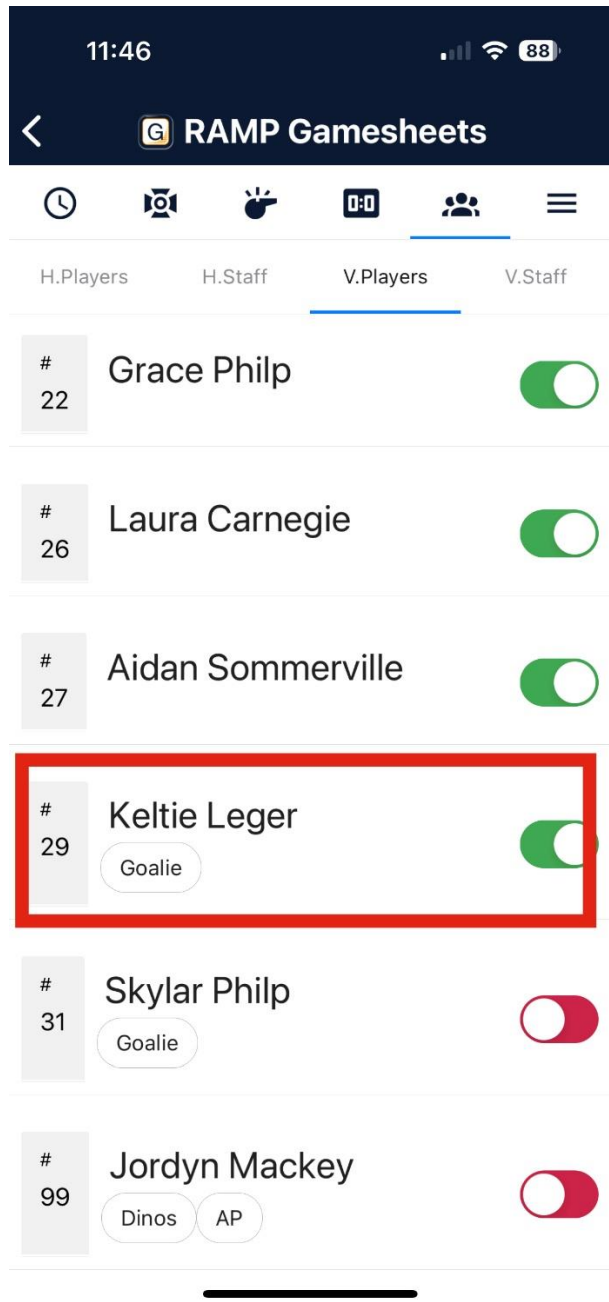 11:46
88
G RAMP Gamesheets
0:0
H.Players H.Staff V.Players V.Staff
#
22
Grace Philp
#
26
Laura Carnegie
#
27
Aidan Sommerville
#
29
Keltie Leger
Goalie
#
31
Skylar Philp
Goalie
#
99
Jordyn Mackey
Dinos AP